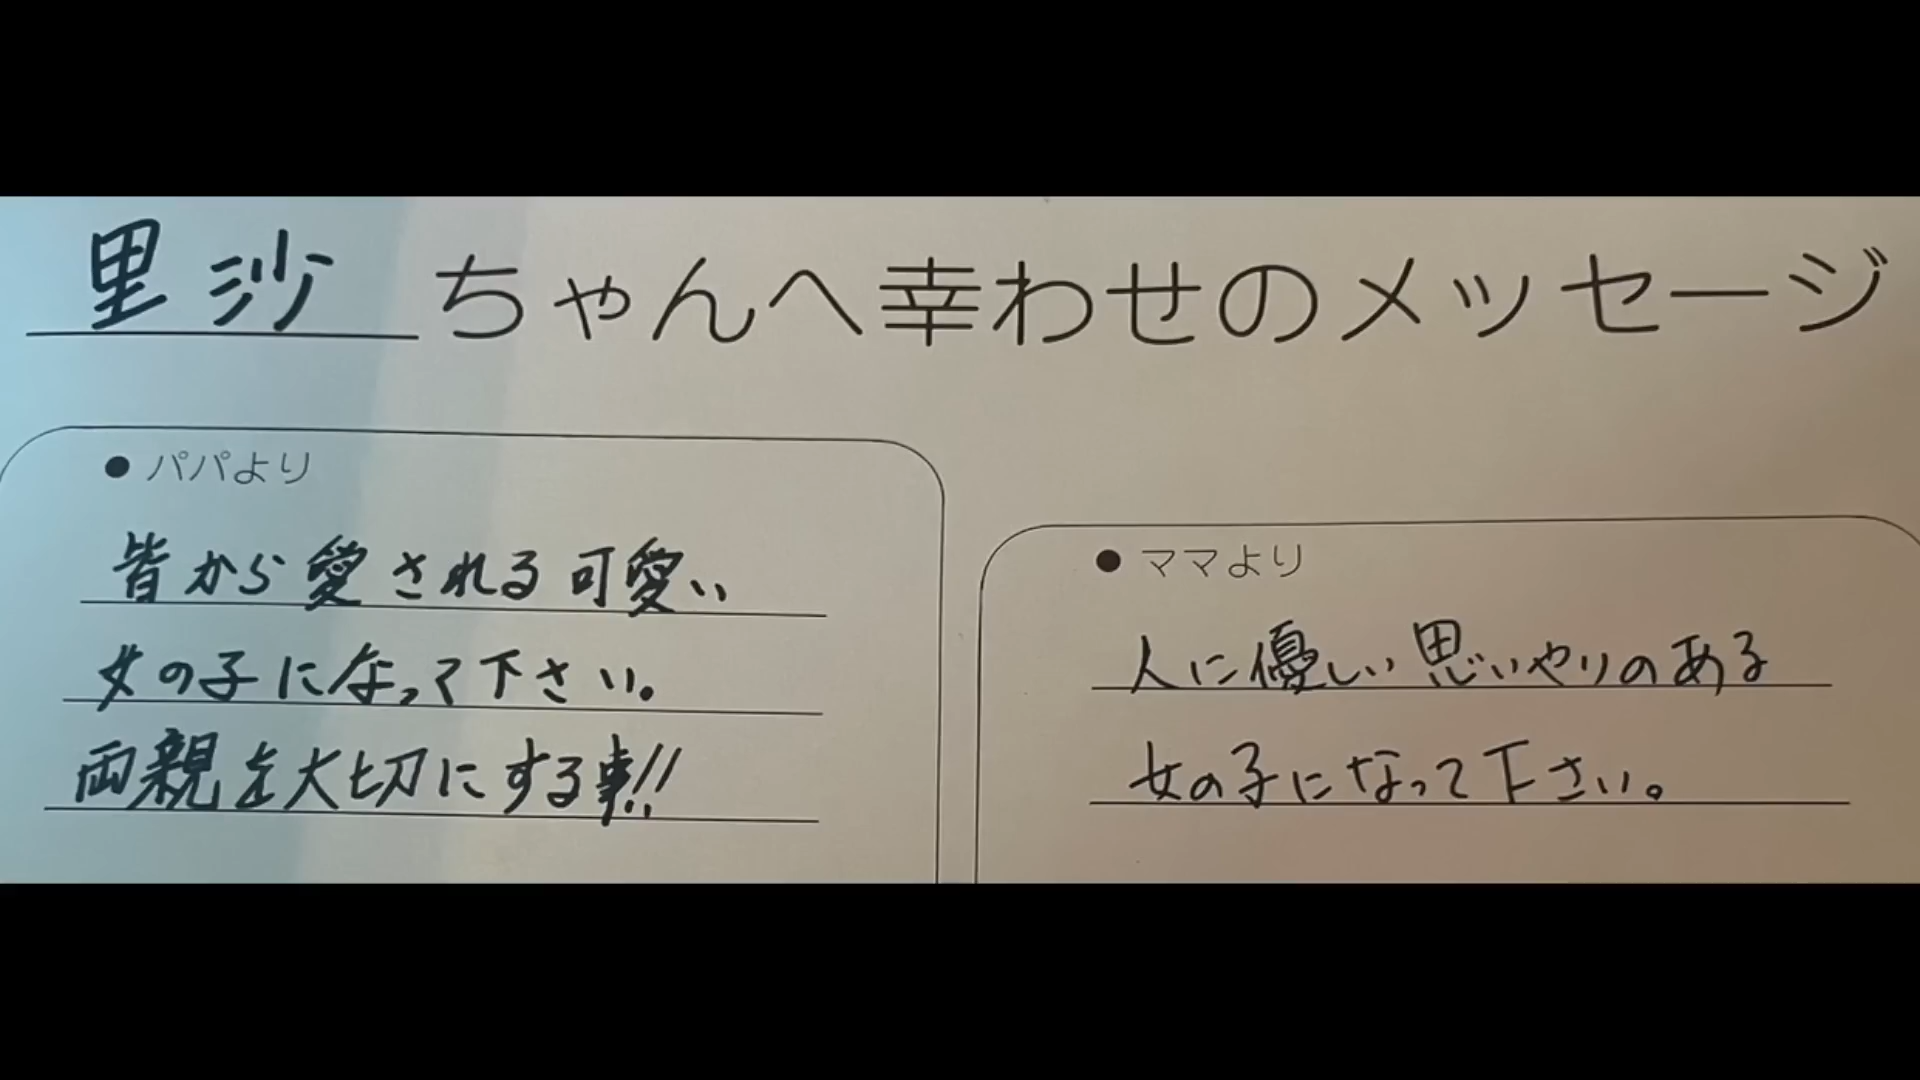 里沙ちゃんへ幸わせのメッセージ
●パパより
皆から愛される可愛い
女の子になって下さい。
両親を大切にする事!!
●ママより
人に優しい思いやりのある
女の子になって下さい。